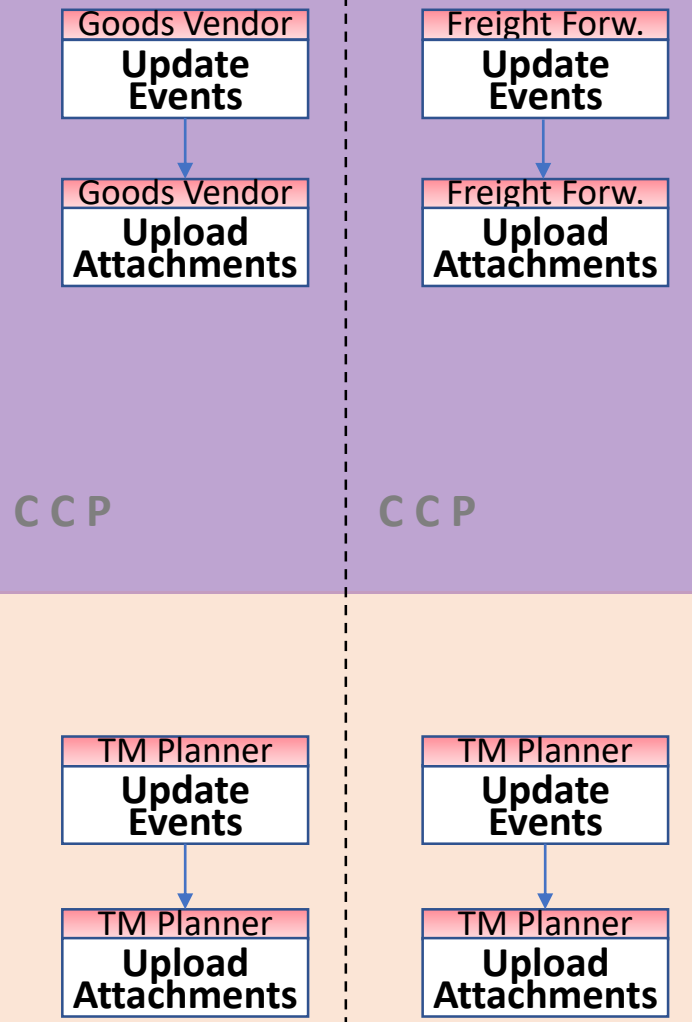 Goods Vendor
Update
Events
Goods Vendor
Upload
Attachments
C C P
Freight Forw.
Update
Events
Freight Forw.
Upload
Attachments
C C P
TM Planner
Update
Events
TM Planner
Upload
Attachments
TM Planner
Update
Events
TM Planner
Upload
Attachments